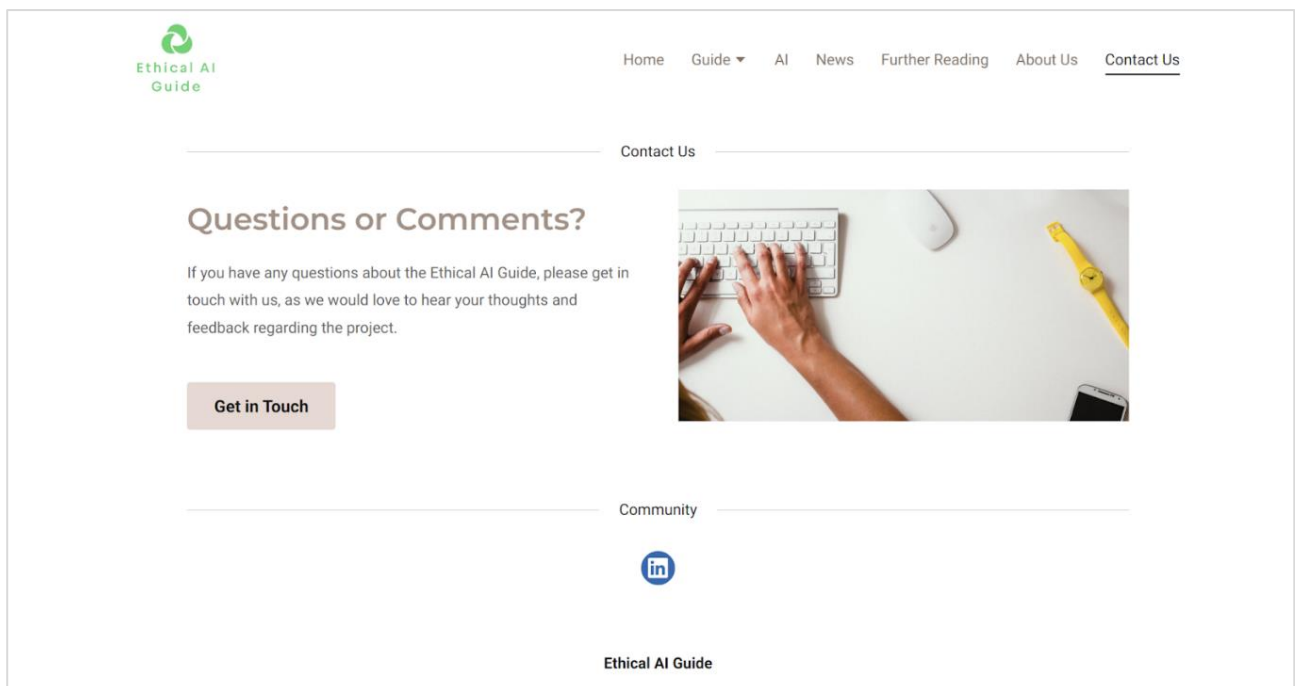 Ethical AI
Guide
Home Guide AI News Further Reading About Us Contact Us
Contact Us
Questions or Comments?
If you have any questions about the Ethical AI Guide, please get in
touch with us, as we would love to hear your thoughts and
feedback regarding the project.
Get in Touch
Community
in
Ethical AI Guide